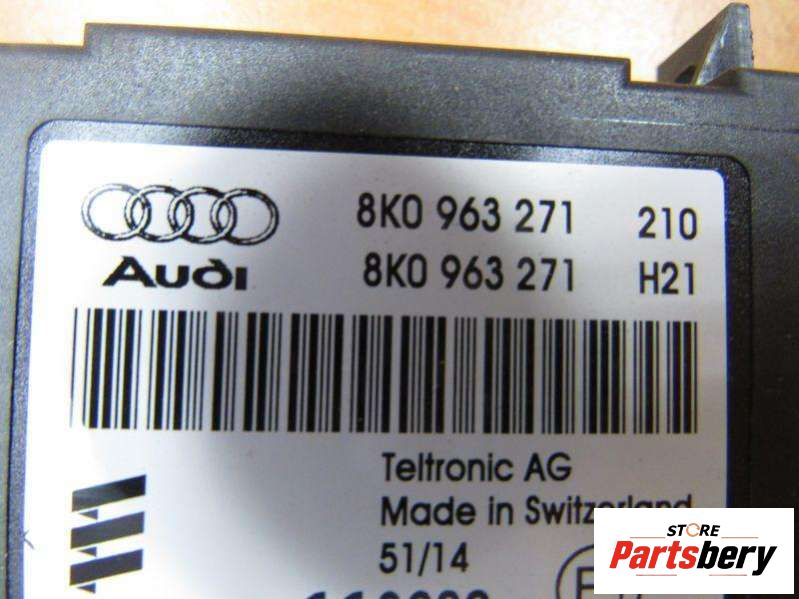 8K0 963 271 210
Audi 8K0 963 271 H21
Teltronic AG
Made in Switzerland
51/14
STORE
Partsbery